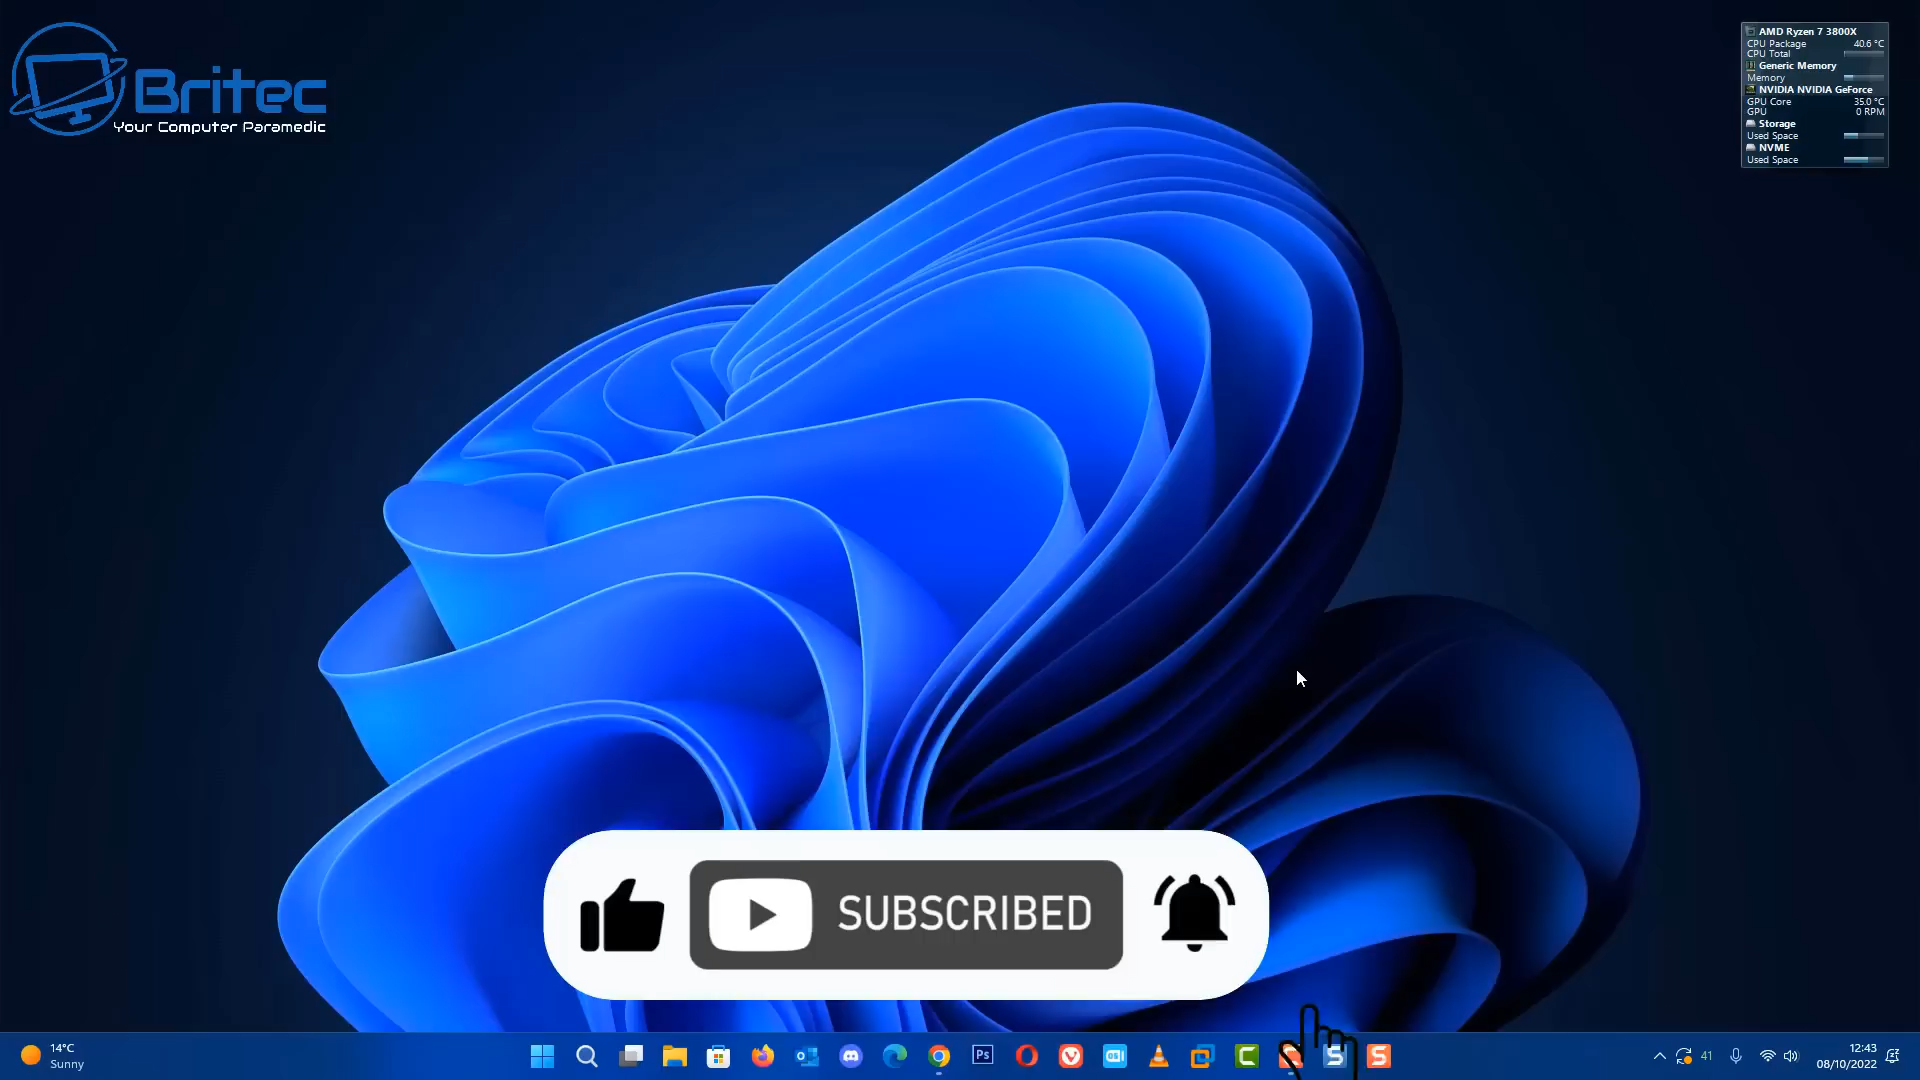 Britec
Your Computer Paramedic
AMD Ryzen 7 3800X
CPU Package 40.6 °C
CPU Total
Generic Memory
Memory
NVIDIA NVIDIA GeForce
GPU Core 35.0 °C
GPU 0 RPM
Storage
Used Space
NVME
Used Space
SUBSCRIBED
14°C
Sunny
Ps
S
S
41
12:43
08/10/2022